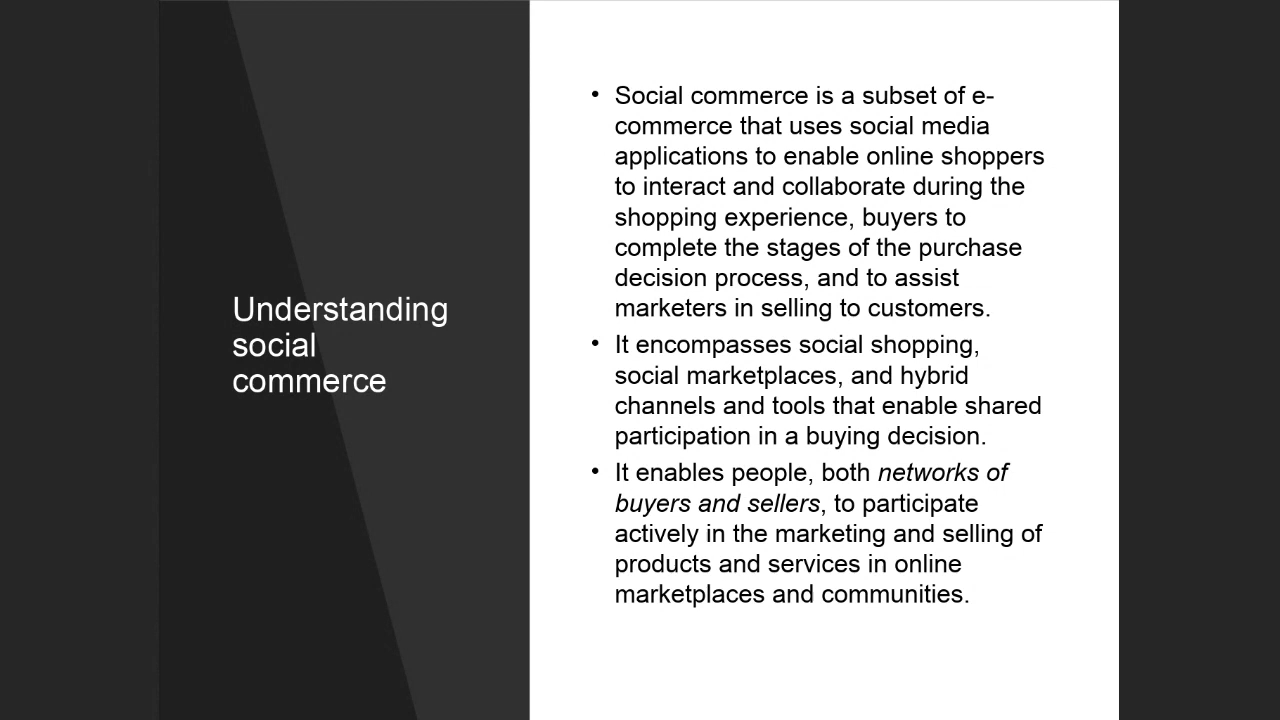 Understanding
social
commerce
• Social commerce is a subset of e-
commerce that uses social media
applications to enable online shoppers
to interact and collaborate during the
shopping experience, buyers to
complete the stages of the purchase
decision process, and to assist
marketers in selling to customers.
• It encompasses social shopping,
social marketplaces, and hybrid
channels and tools that enable shared
participation in a buying decision.
• It enables people, both networks of
buyers and sellers, to participate
actively in the marketing and selling of
products and services in online
marketplaces and communities.